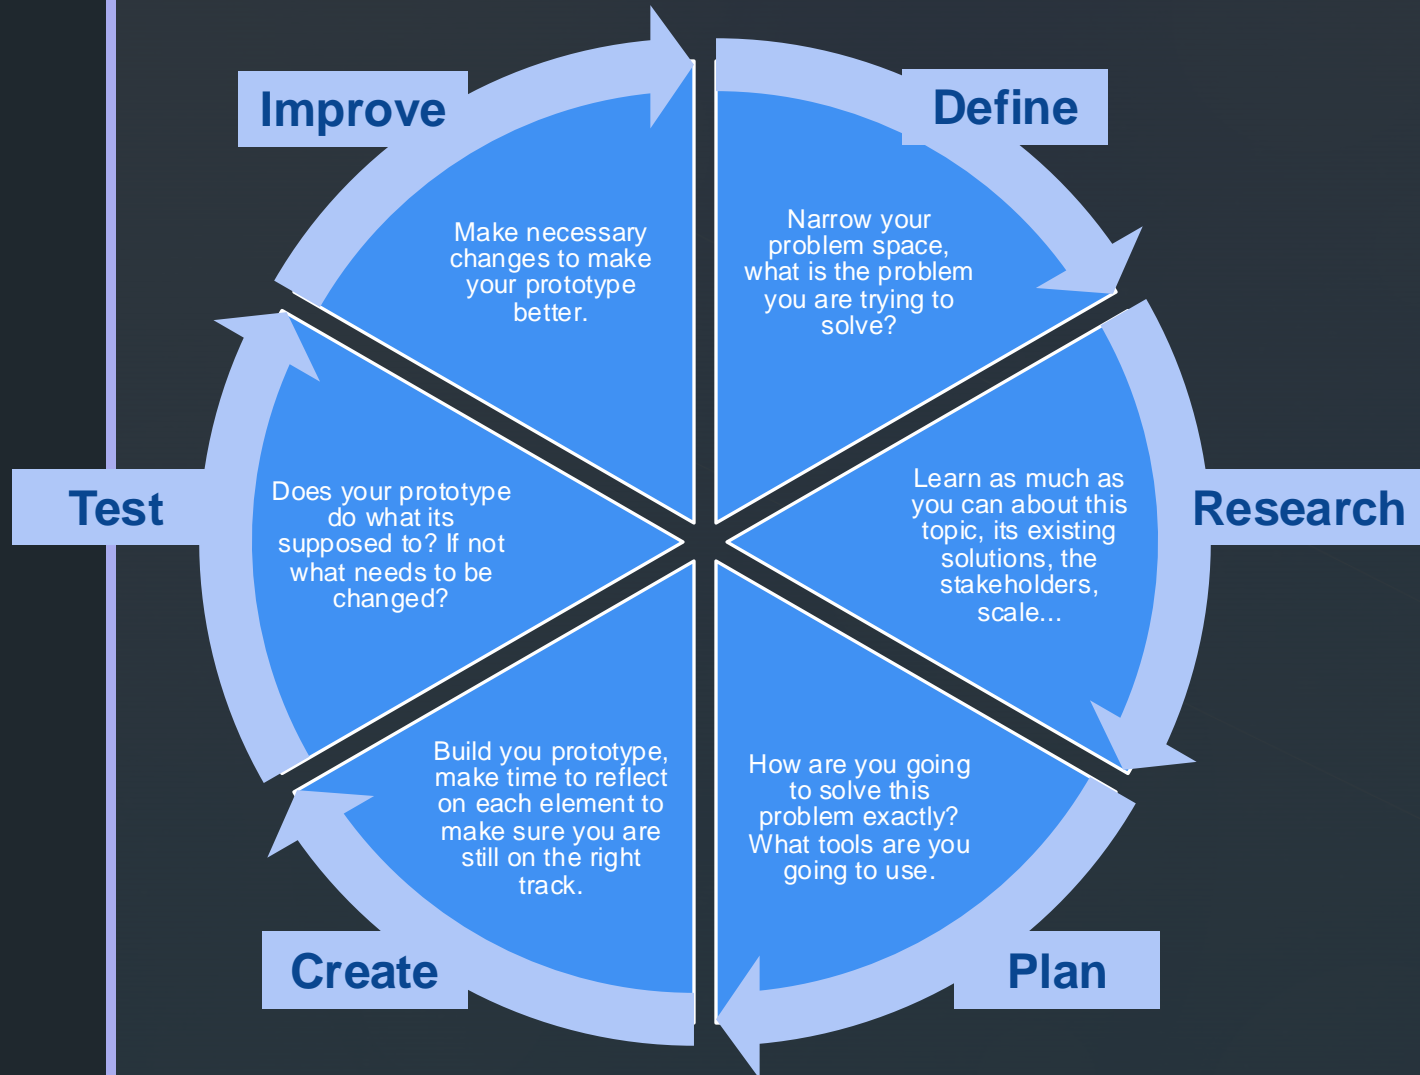 Define
Narrow your
problem space,
what is the problem
you are trying to
solve?
Research
Learn as much as
you can about this
topic, its existing
solutions, the
stakeholders,
scale...
Plan
How are you going
to solve this
problem exactly?
What tools are you
going to use.
Create
Build you prototype,
make time to reflect
on each element to
make sure you are
still on the right
track.
Test
Does your prototype
do what its
supposed to? If not
what needs to be
changed?
Improve
Make necessary
changes to make
your prototype
better.